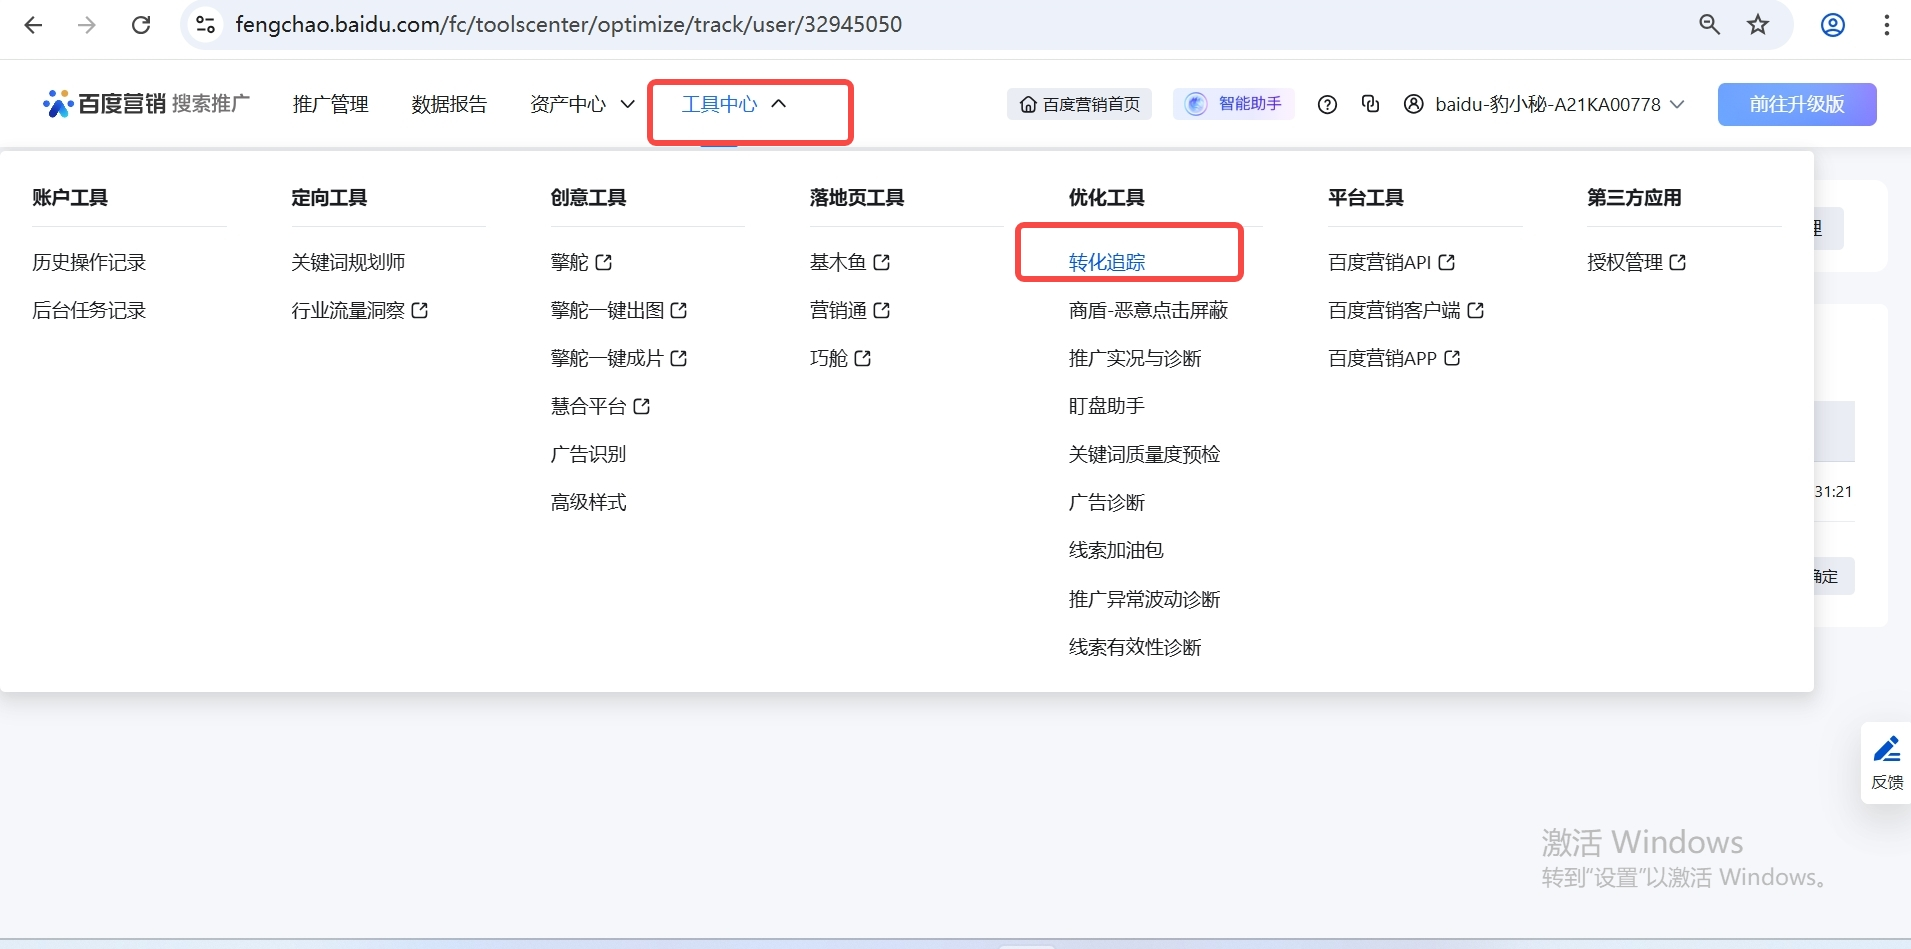 fengchao.baidu.com/fc/toolscenter/optimize/track/user/32945050
百度营销 搜索推广 推广管理 数据报告 资产中心 工具中心 百度营销首页 智能助手 baidu-豹小秘-A21KA00778 前往升级版
账户工具
历史操作记录
后台任务记录
定向工具
关键词规划师
行业流量洞察
创意工具
擎舵
擎舵一键出图
擎舵一键成片
慧合平台
广告识别
高级样式
落地页工具
基木鱼
营销通
巧舱
优化工具
转化追踪
商盾-恶意点击屏蔽
推广实况与诊断
盯盘助手
关键词质量度预检
广告诊断
线索加油包
推广异常波动诊断
线索有效性诊断
平台工具
百度营销API
百度营销客户端
百度营销APP
第三方应用
授权管理
31:21
确定
反馈
激活 Windows
转到“设置”以激活 Windows。